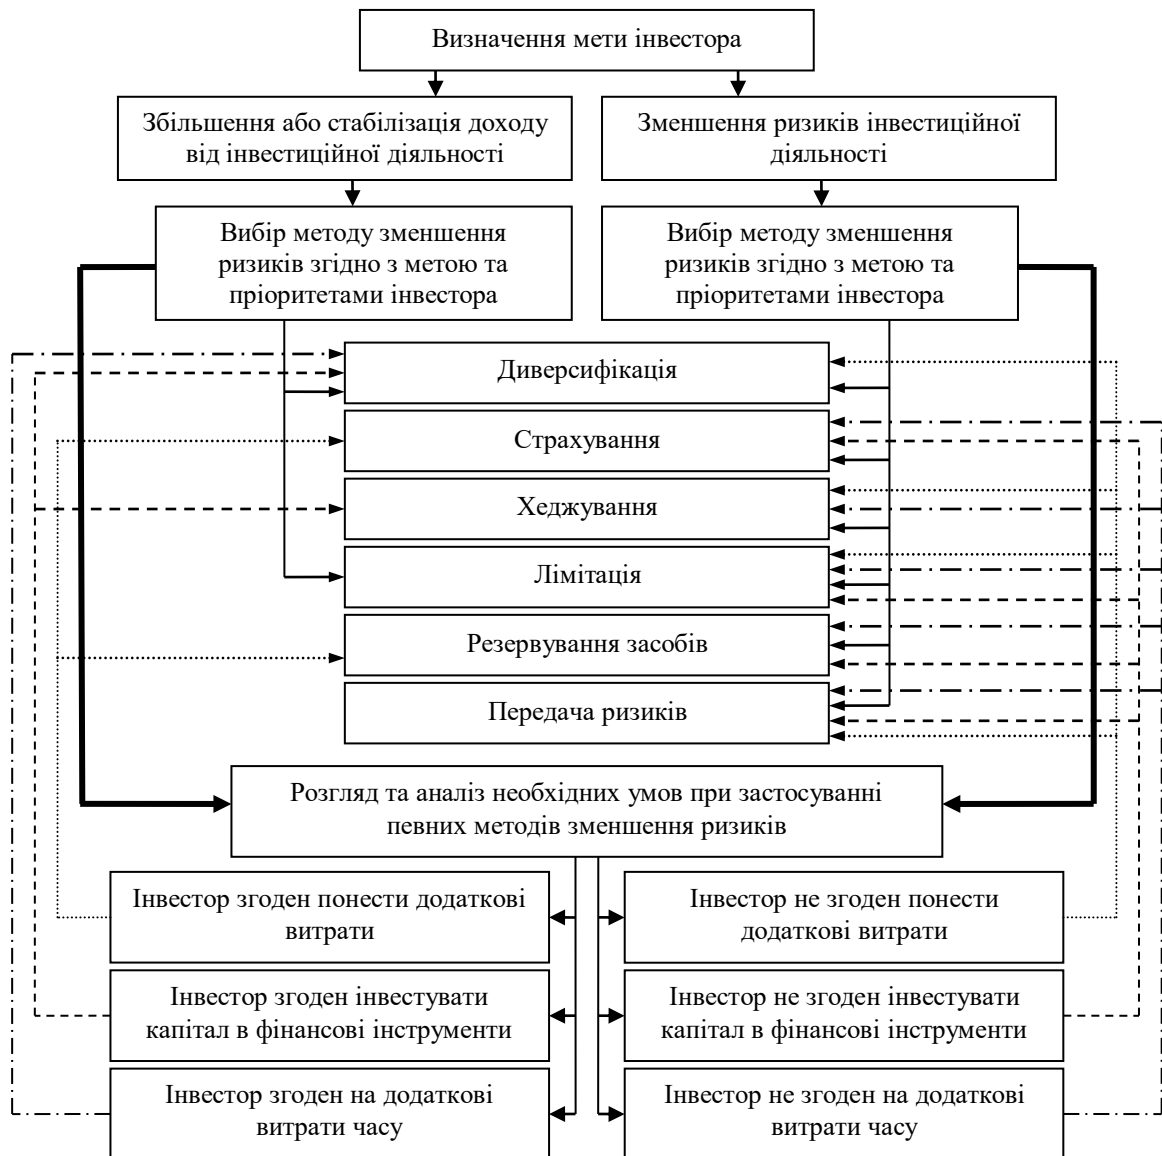 Визначення мети інвестора
Збільшення або стабілізація доходу
від інвестиційної діяльності
Зменшення ризиків інвестиційної
діяльності
Вибір методу зменшення
ризиків згідно з метою та
пріоритетами інвестора
Вибір методу зменшення
ризиків згідно з метою та
пріоритетами інвестора
Диверсифікація
Страхування
Хеджування
Лімітація
Резервування засобів
Передача ризиків
Розгляд та аналіз необхідних умов при застосуванні
певних методів зменшення ризиків
Інвестор згоден понести додаткові
витрати
Інвестор не згоден понести
додаткові витрати
Інвестор згоден інвестувати
капітал в фінансові інструменти
Інвестор не згоден інвестувати
капітал в фінансові інструменти
Інвестор згоден на додаткові
витрати часу
Інвестор не згоден на додаткові
витрати часу